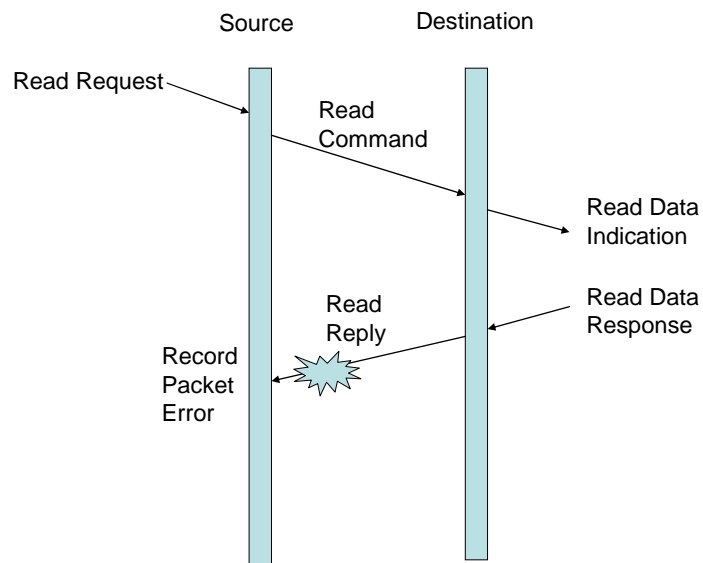 Source
Destination
Read Request
Read
Command
Read Data
Indication
Read
Reply
Read Data
Response
Record
Packet
Error